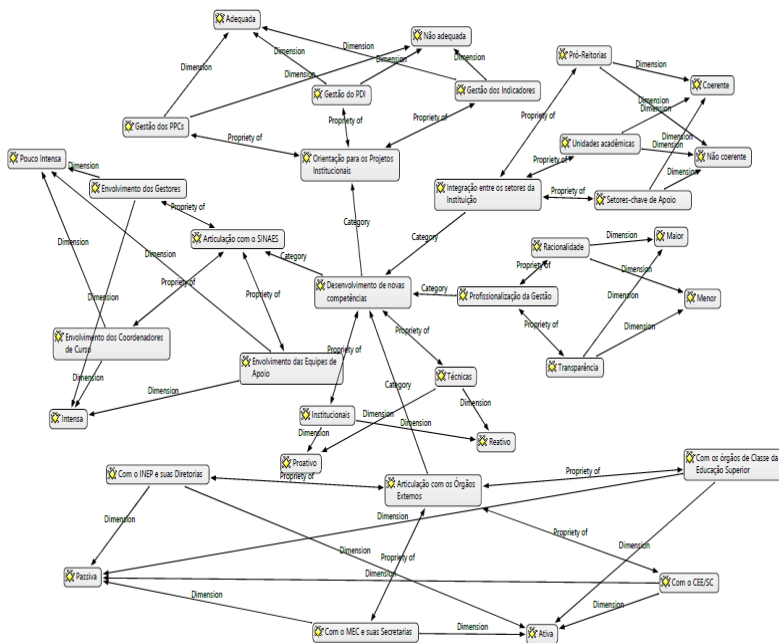 Adequada
Não adequada
Dimension
Dimension
Dimension
Dimension
Dimension
Dimension
Gestão do PDI
Gestão dos Indicadores
Gestão dos PPCs
Propriety of
Propriety of
Propriety of
Orientação para os Projetos
Institucionais
Pró-Reitorias
Dimension
Coerente
Dimension
Dimension
Unidades acadêmicas
Dimension
Dimension
Não coerente
Propriety of
Propriety of
Propriety of
Dimension
Setores-chave de Apoio
Integração entre os setores da
Instituição
Pouco Intensa
Dimension
Envolvimento dos Gestores
Propriety of
Articulação com o SINAES
Dimension
Dimension
Category
Category
Category
Category
Propriety of
Propriety of
Desenvolvimento de novas
competências
Profissionalização da Gestão
Racionalidade
Dimension
Maior
Propriety of
Dimension
Dimension
Menor
Propriety of
Dimension
Transparência
Envolvimento dos Coordenadores
de Curso
Dimension
Envolvimento das Equipes de
Apoio
Dimension
Intensa
Propriety of
Propriety of
Category
Técnicas
Institucionais
Dimension
Dimension
Dimension
Dimension
Reativo
Proativo
Com o INEP e suas Diretorias
Propriety of
Articulação com os Órgãos
Externos
Propriety of
Com os órgãos de Classe da
Educação Superior
Dimension
Dimension
Dimension
Propriety of
Propriety of
Dimension
Passiva
Dimension
Com o CEE/SC
Dimension
Dimension
Com o MEC e suas Secretarias
Dimension
Ativa